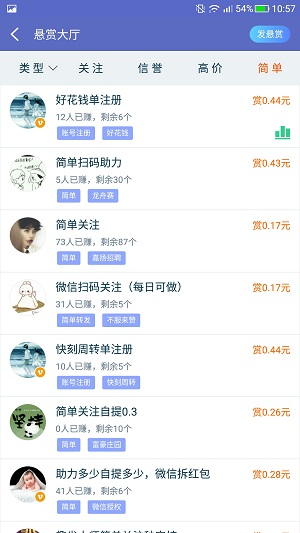 54% 10:57
悬赏大厅 发悬赏
类型 关注 信誉 高价 简单
好花钱单注册 赏0.44元
12人已赚，剩余6个
账号注册 好花钱
简单扫码助力 赏0.43元
5人已赚，剩余30个
简单 龙舟赛
简单关注 赏0.27元
73人已赚，剩余87个
简单 嘉扬招聘
微信扫码关注（每日可做） 赏0.26元
31人已赚，剩余5个
简单转发 不服来赞
快刻周转单注册 赏0.44元
10人已赚，剩余5个
账号注册 快刻周转
简单关注自提0.3 赏0.26元
0人已赚，剩余10个
简单 富豪庄园
助力多少自提多少，微信拆红包 赏0.28元
41人已赚，剩余6个
简单 微信授权